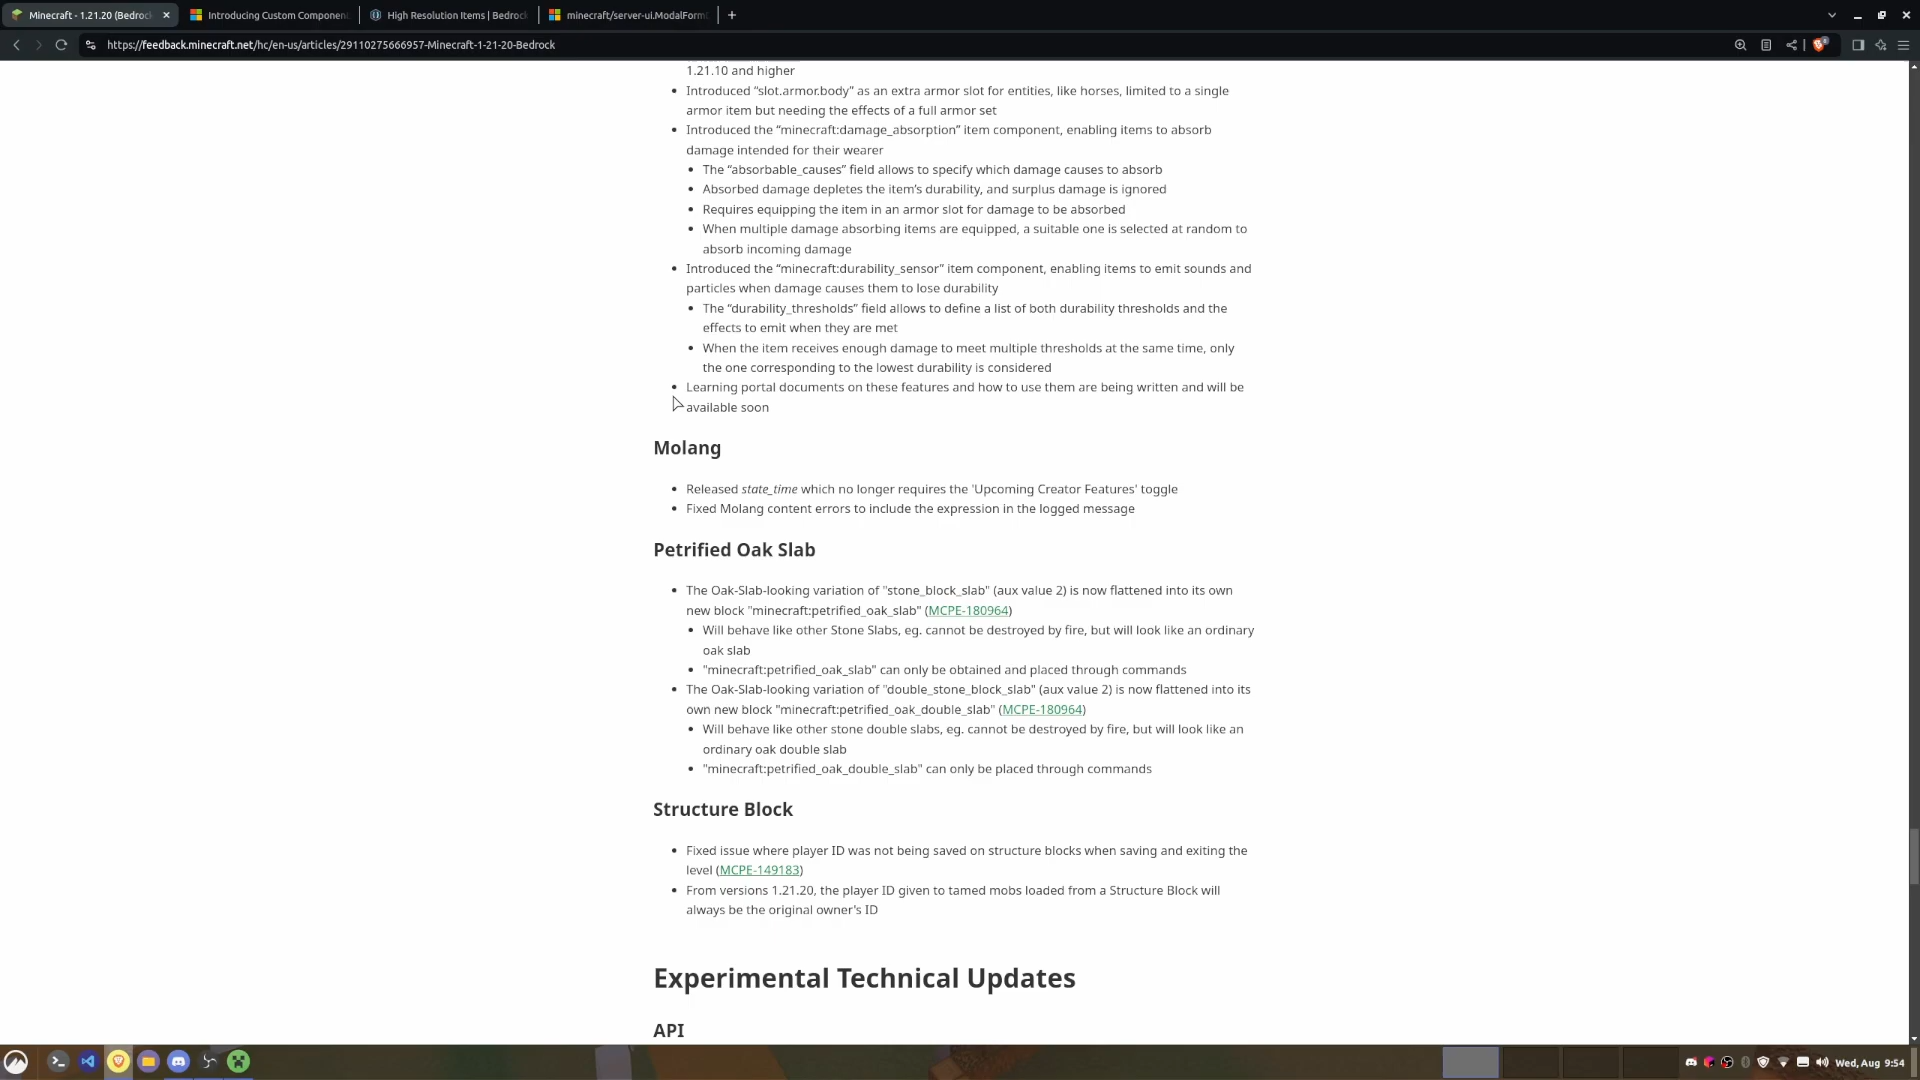 Minecraft - 1.21.20 (Bedroc
Introducing Custom Componen
High Resolution Items | Bedroc
minecraft/server-ui.ModalForm
https://feedback.minecraft.net/hc/en-us/articles/29110275666957-Minecraft-1-21-20-Bedrock
1.21.10 and higher
Introduced “slot.armor.body” as an extra armor slot for entities, like horses, limited to a single
armor item but needing the effects of a full armor set
Introduced the “minecraft:damage_absorption” item component, enabling items to absorb
damage intended for their wearer
The “absorbable_causes” field allows to specify which damage causes to absorb
Absorbed damage depletes the item’s durability, and surplus damage is ignored
Requires equipping the item in an armor slot for damage to be absorbed
When multiple damage absorbing items are equipped, a suitable one is selected at random to
absorb incoming damage
Introduced the “minecraft:durability_sensor” item component, enabling items to emit sounds and
particles when damage causes them to lose durability
The “durability_thresholds” field allows to define a list of both durability thresholds and the
effects to emit when they are met
When the item receives enough damage to meet multiple thresholds at the same time, only
the one corresponding to the lowest durability is considered
Learning portal documents on these features and how to use them are being written and will be
available soon
Molang
Released state_time which no longer requires the 'Upcoming Creator Features' toggle
Fixed Molang content errors to include the expression in the logged message
Petrified Oak Slab
The Oak-Slab-looking variation of "stone_block_slab" (aux value 2) is now flattened into its own
new block "minecraft:petrified_oak_slab" (MCPE-180964)
Will behave like other Stone Slabs, eg. cannot be destroyed by fire, but will look like an ordinary
oak slab
"minecraft:petrified_oak_slab" can only be obtained and placed through commands
The Oak-Slab-looking variation of "double_stone_block_slab" (aux value 2) is now flattened into its
own new block "minecraft:petrified_oak_double_slab" (MCPE-180964)
Will behave like other stone double slabs, eg. cannot be destroyed by fire, but will look like an
ordinary oak double slab
"minecraft:petrified_oak_double_slab" can only be placed through commands
Structure Block
Fixed issue where player ID was not being saved on structure blocks when saving and exiting the
level (MCPE-149183)
From versions 1.21.20, the player ID given to tamed mobs loaded from a Structure Block will
always be the original owner's ID
Experimental Technical Updates
API
Wed, Aug 9:54